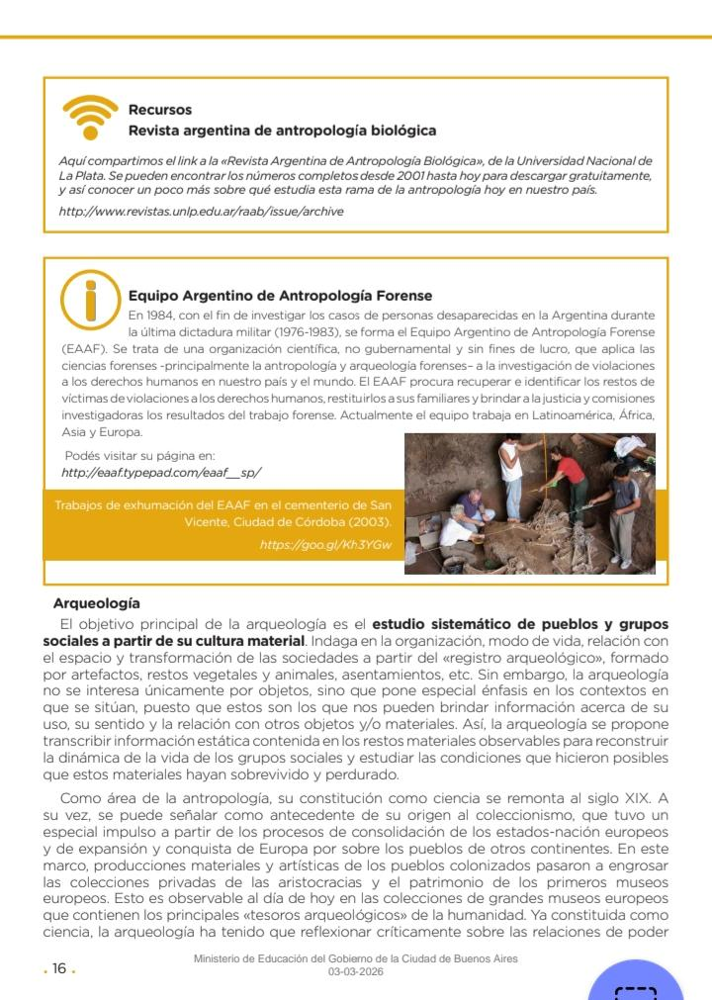 Recursos
Revista argentina de antropología biológica
Aquí compartimos el link a la «Revista Argentina de Antropología Biológica», de la Universidad Nacional de
La Plata. Se pueden encontrar los números completos desde 2001 hasta hoy para descargar gratuitamente,
y así conocer un poco más sobre qué estudia esta rama de la antropología hoy en nuestro país.
http://www.revistas.unlp.edu.ar/raab/issue/archive
Equipo Argentino de Antropología Forense
En 1984, con el fin de investigar los casos de personas desaparecidas en la Argentina durante
la última dictadura militar (1976-1983), se forma el Equipo Argentino de Antropología Forense
(EAAF). Se trata de una organización científica, no gubernamental y sin fines de lucro, que aplica las
ciencias forenses -principalmente la antropología y arqueología forenses– a la investigación de violaciones
a los derechos humanos en nuestro país y el mundo. El EAAF procura recuperar e identificar los restos de
víctimas de violaciones a los derechos humanos, restituirlos a sus familiares y brindar a la justicia y comisiones
investigadoras los resultados del trabajo forense. Actualmente el equipo trabaja en Latinoamérica, África,
Asia y Europa.
Podés visitar su página en:
http://eaaf.typepad.com/eaaf__sp/
Trabajos de exhumación del EAAF en el cementerio de San
Vicente, Ciudad de Córdoba (2003).
https://goo.gl/Kh3YGw
Arqueología
El objetivo principal de la arqueología es el estudio sistemático de pueblos y grupos
sociales a partir de su cultura material. Indaga en la organización, modo de vida, relación con
el espacio y transformación de las sociedades a partir del «registro arqueológico», formado
por artefactos, restos vegetales y animales, asentamientos, etc. Sin embargo, la arqueología
no se interesa únicamente por objetos, sino que pone especial énfasis en los contextos en
que se sitúan, puesto que estos son los que nos pueden brindar información acerca de su
uso, su sentido y la relación con otros objetos y/o materiales. Así, la arqueología se propone
transcribir información estática contenida en los restos materiales observables para reconstruir
la dinámica de la vida de los grupos sociales y estudiar las condiciones que hicieron posibles
que estos materiales hayan sobrevivido y perdurado.
Como área de la antropología, su constitución como ciencia se remonta al siglo XIX. A
su vez, se puede señalar como antecedente de su origen al coleccionismo, que tuvo un
especial impulso a partir de los procesos de consolidación de los estados-nación europeos
y de expansión y conquista de Europa por sobre los pueblos de otros continentes. En este
marco, producciones materiales y artísticas de los pueblos colonizados pasaron a engrosar
las colecciones privadas de las aristocracias y el patrimonio de los primeros museos
europeos. Esto es observable al día de hoy en las colecciones de grandes museos europeos
que contienen los principales «tesoros arqueológicos» de la humanidad. Ya constituida como
ciencia, la arqueología ha tenido que reflexionar críticamente sobre las relaciones de poder
. 16 .
Ministerio de Educación del Gobierno de la Ciudad de Buenos Aires
03-03-2026